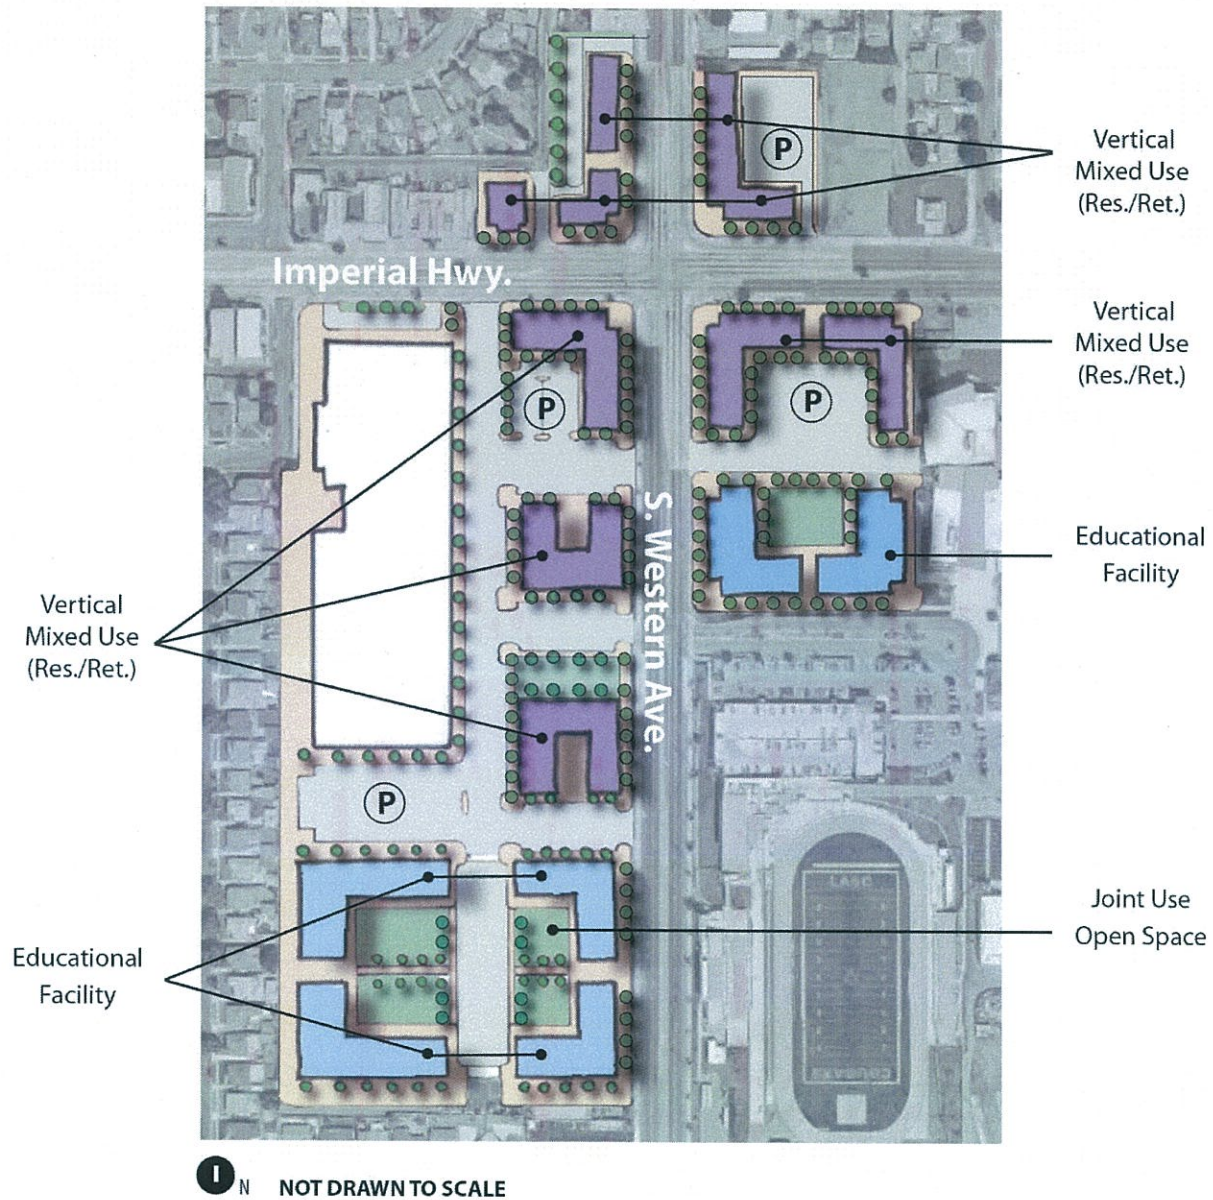 Vertical
Mixed Use
(Res./Ret.)
P
Imperial Hwy.
Vertical
Mixed Use
(Res./Ret.)
P
P
S. Western Ave.
Educational
Facility
Vertical
Mixed Use
(Res./Ret.)
P
Joint Use
Open Space
Educational
Facility
N
NOT DRAWN TO SCALE